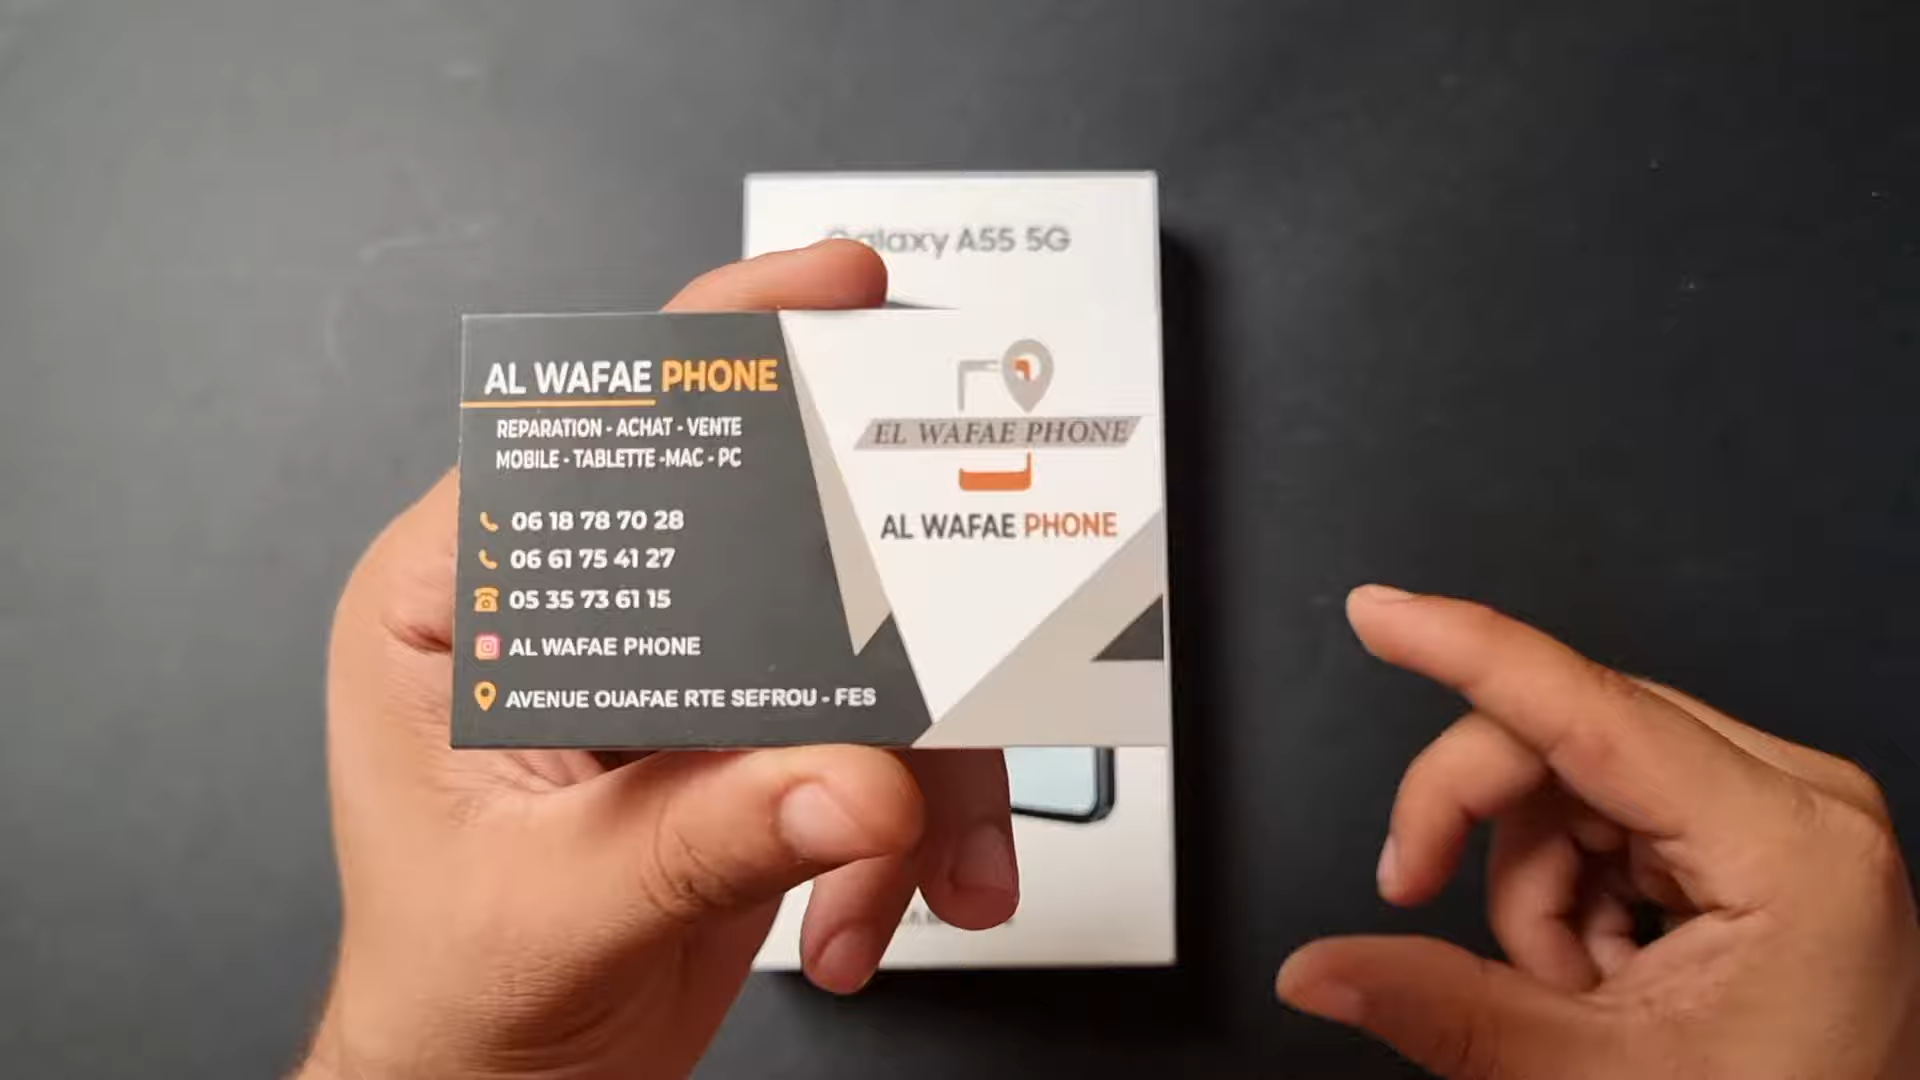 Galaxy A55 5G
AL WAFAE PHONE
REPARATION - ACHAT - VENTE
MOBILE - TABLETTE -MAC - PC
06 18 78 70 28
06 61 75 41 27
05 35 73 61 15
AL WAFAE PHONE
AVENUE OUAFAE RTE SEFROU - FES
EL WAFAE PHONE
AL WAFAE PHONE